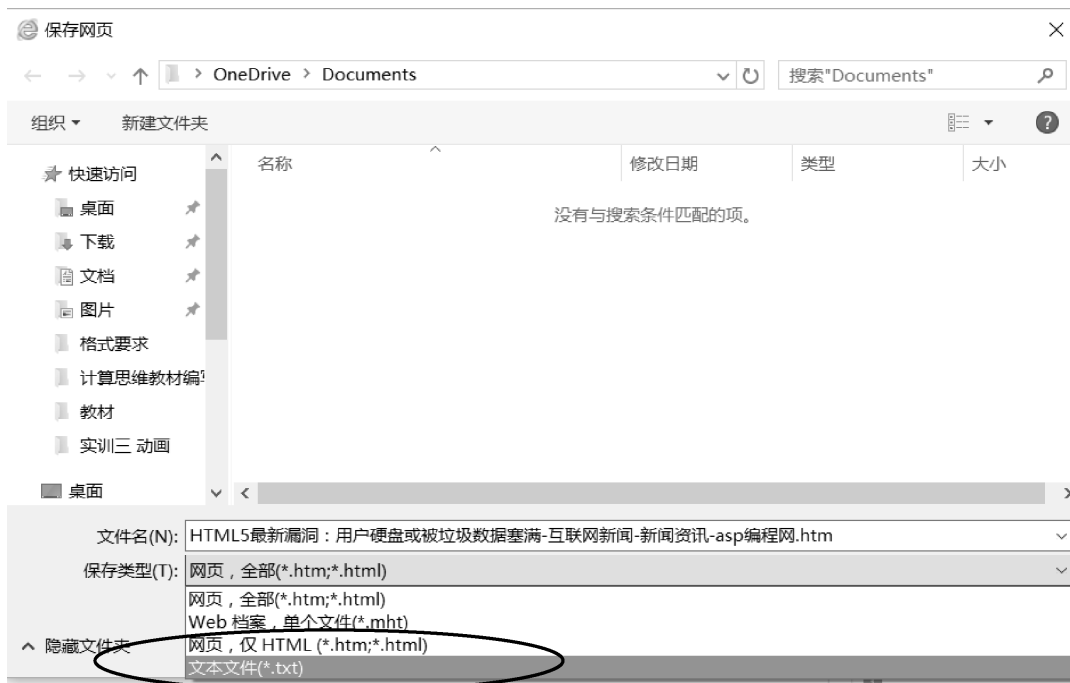 保存网页
OneDrive > Documents
搜索"Documents"
组织
新建文件夹
?
快速访问
桌面
下载
文档
图片
格式要求
计算思维教材编写
教材
实训三 动画
桌面
名称
修改日期
类型
大小
没有与搜索条件匹配的项。
文件名(N):
HTML5最新漏洞：用户硬盘或被垃圾数据塞满-互联网新闻-新闻资讯-asp编程网.htm
保存类型(T):
网页，全部(*.htm;*.html)
网页，全部(*.htm;*.html)
Web 档案，单个文件(*.mht)
网页，仅 HTML (*.htm;*.html)
文本文件(*.txt)
隐藏文件夹